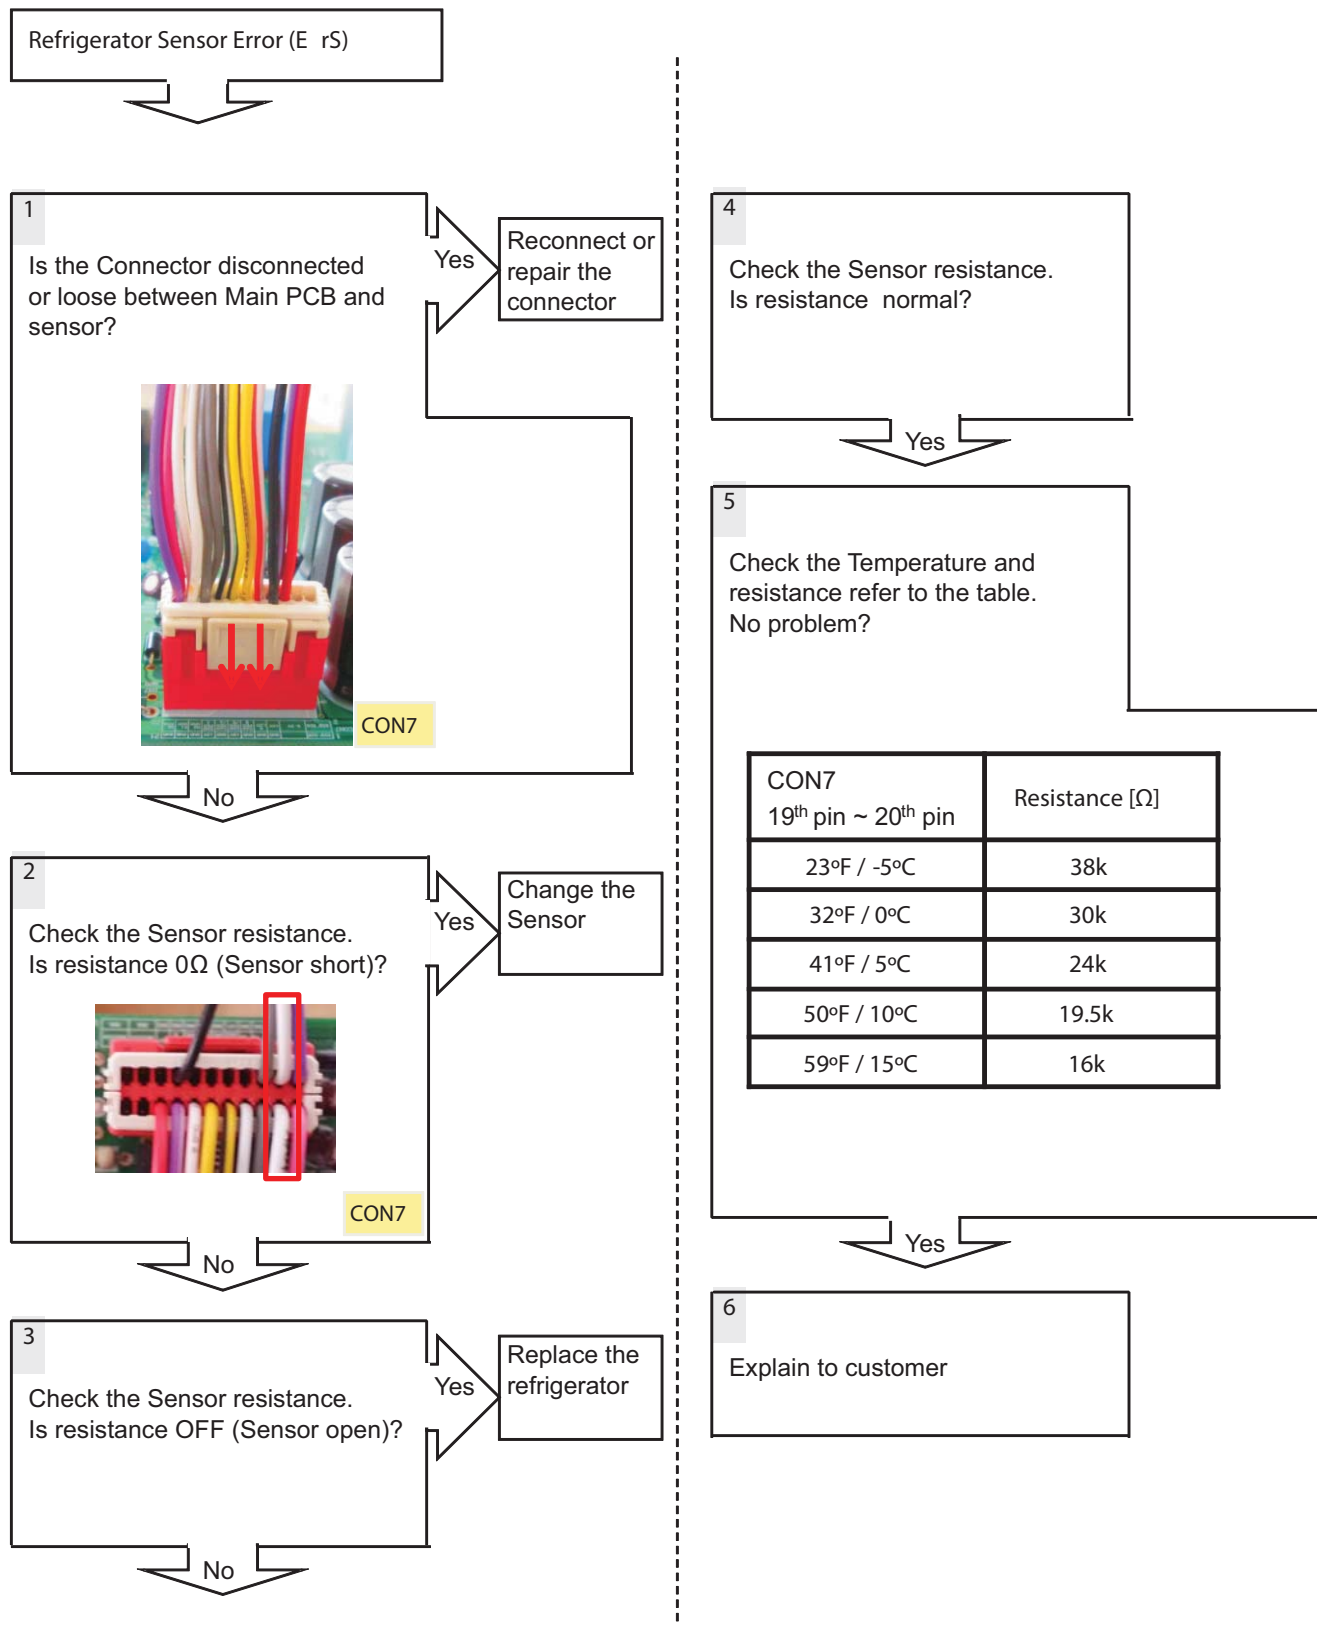 Refrigerator Sensor Error (E  rS)
1
Is the Connector disconnected
or loose between Main PCB and
sensor?
Yes
Reconnect or
repair the
connector
CON7
No
2
Check the Sensor resistance.
Is resistance 0Ω (Sensor short)?
Yes
Change the
Sensor
CON7
No
3
Check the Sensor resistance.
Is resistance OFF (Sensor open)?
Yes
Replace the
refrigerator
No
4
Check the Sensor resistance.
Is resistance  normal?
Yes
5
Check the Temperature and
resistance refer to the table.
No problem?
CON7
19th pin ~ 20th pin
Resistance [Ω]
23ºF / -5ºC
38k
32ºF / 0ºC
30k
41ºF / 5ºC
24k
50ºF / 10ºC
19.5k
59ºF / 15ºC
16k
Yes
6
Explain to customer